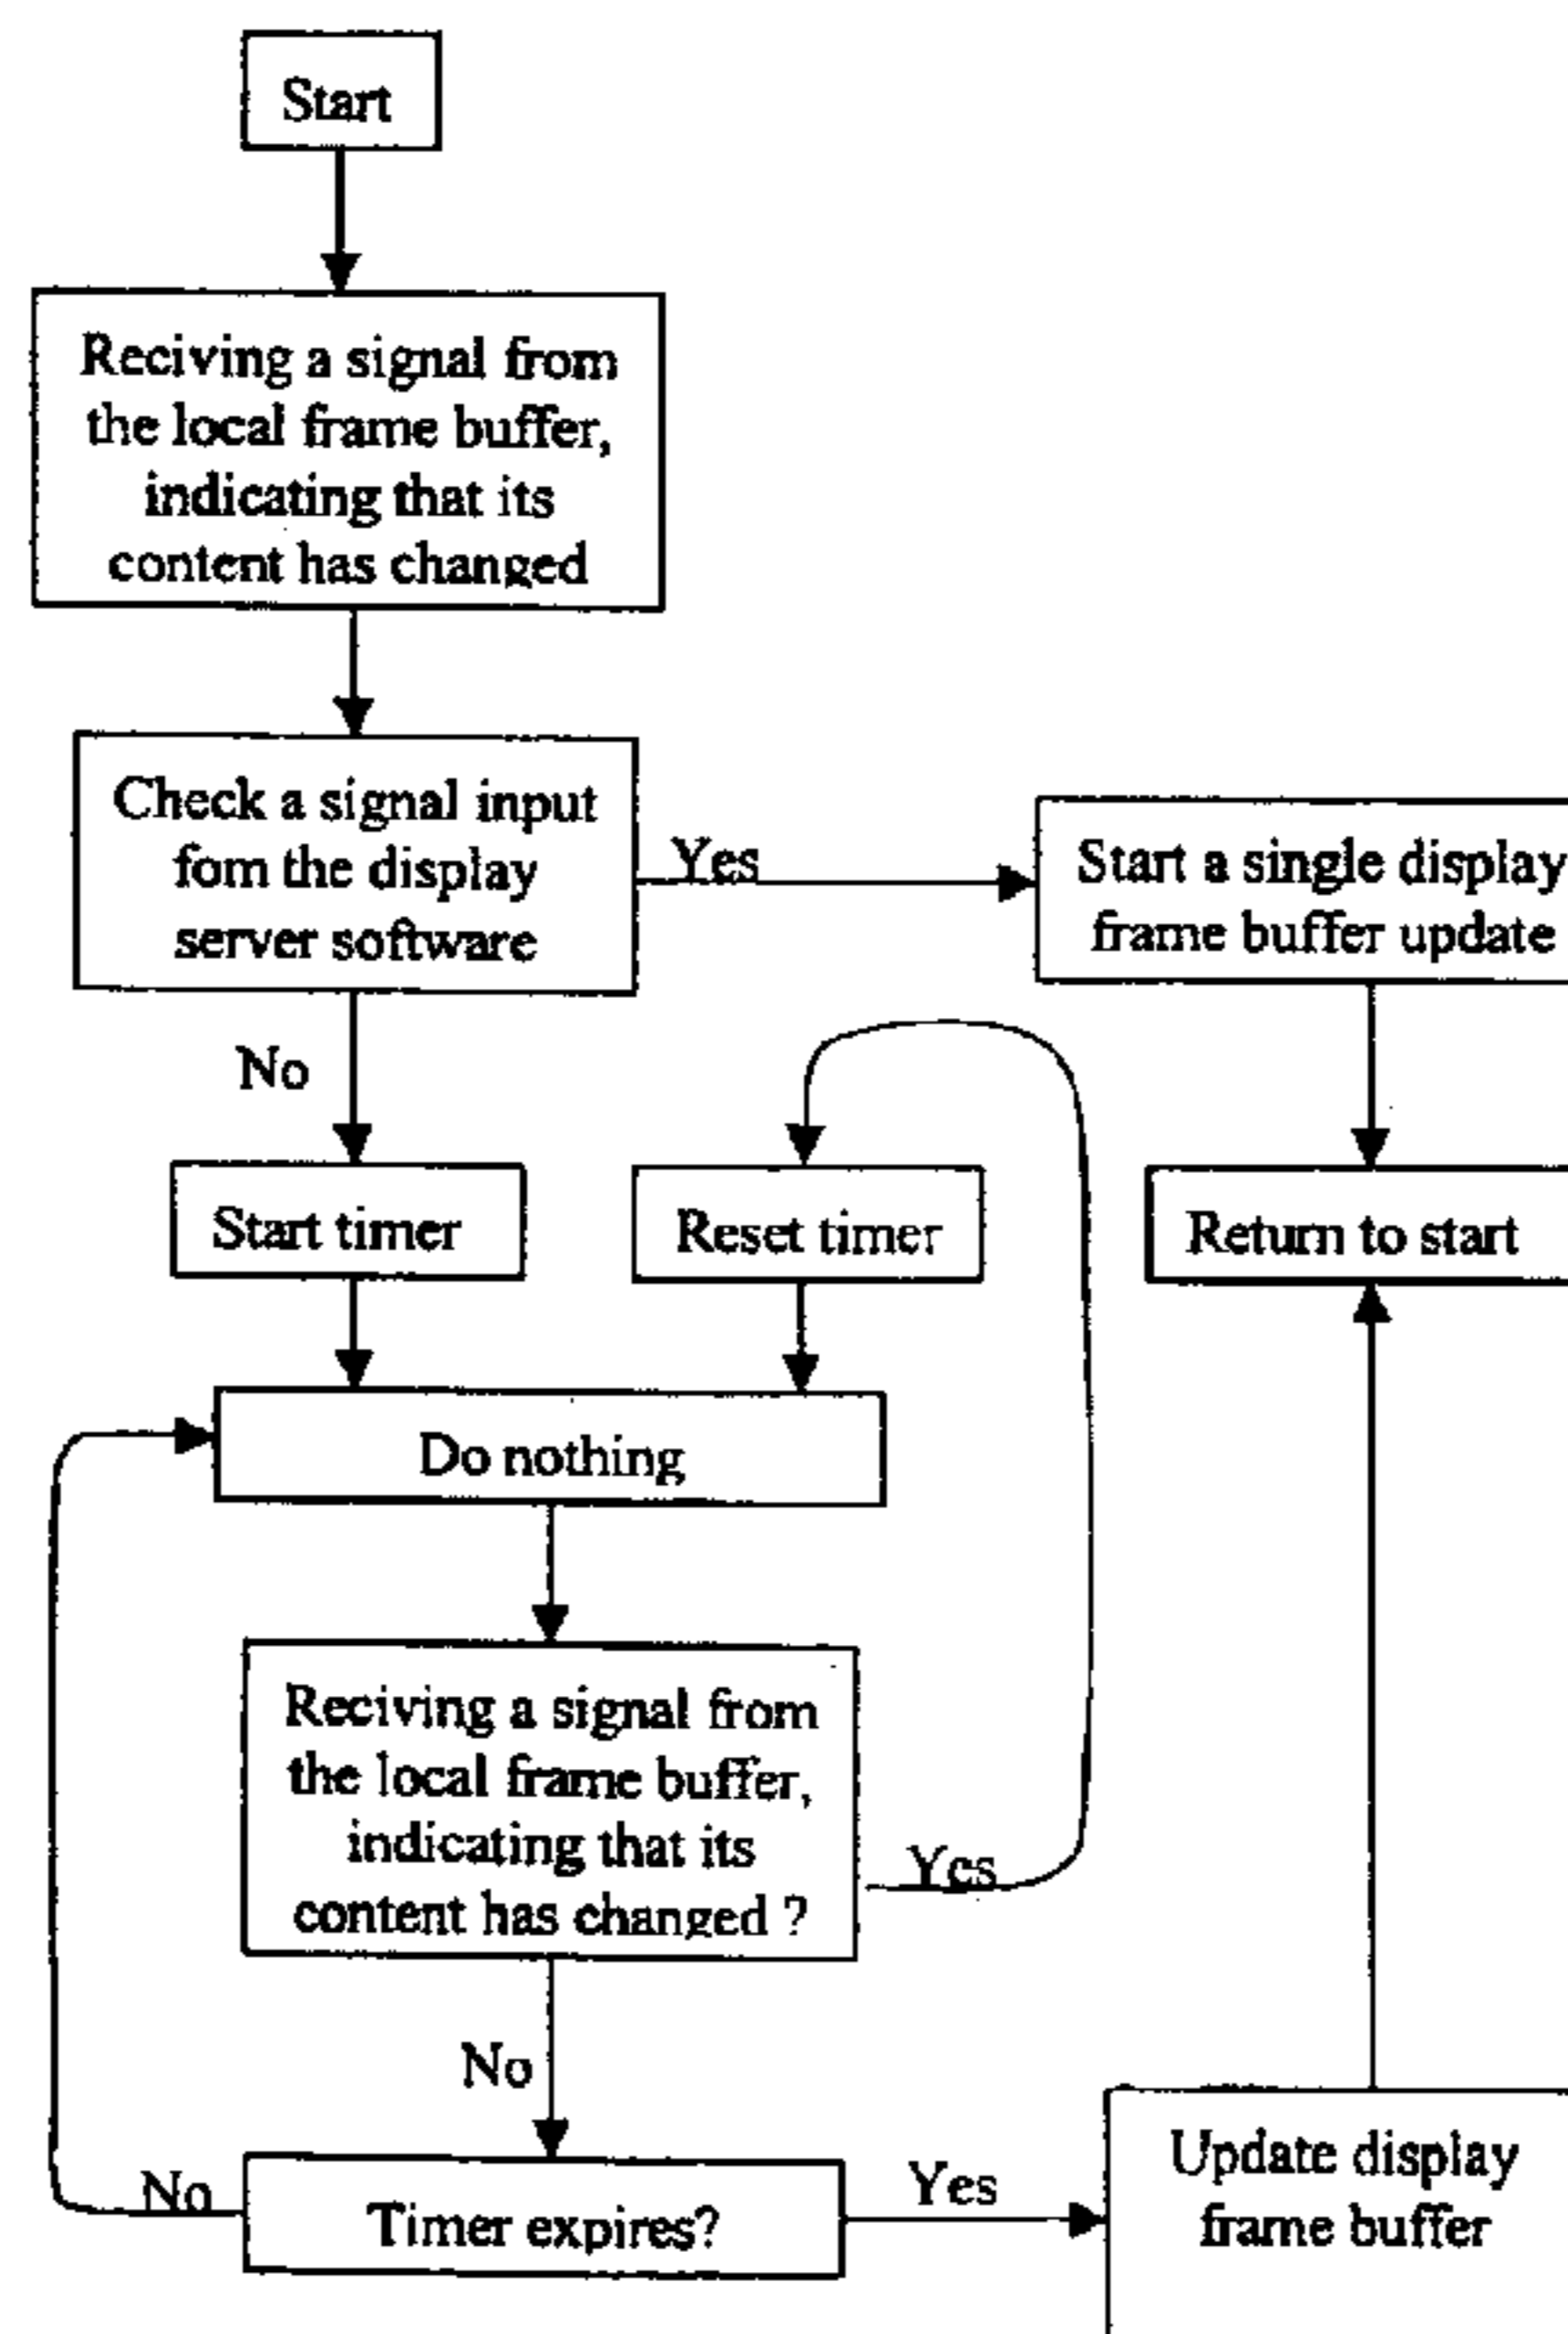 Start
Reciving a signal from
the local frame buffer,
indicating that its
content has changed
Check a signal input
fom the display
server software
Yes
Start a single display
frame buffer update
No
Start timer
Reset timer
Return to start
Do nothing
Reciving a signal from
the local frame buffer,
indicating that its
content has changed ?
Yes
No
No
Timer expires?
Yes
Update display
frame buffer